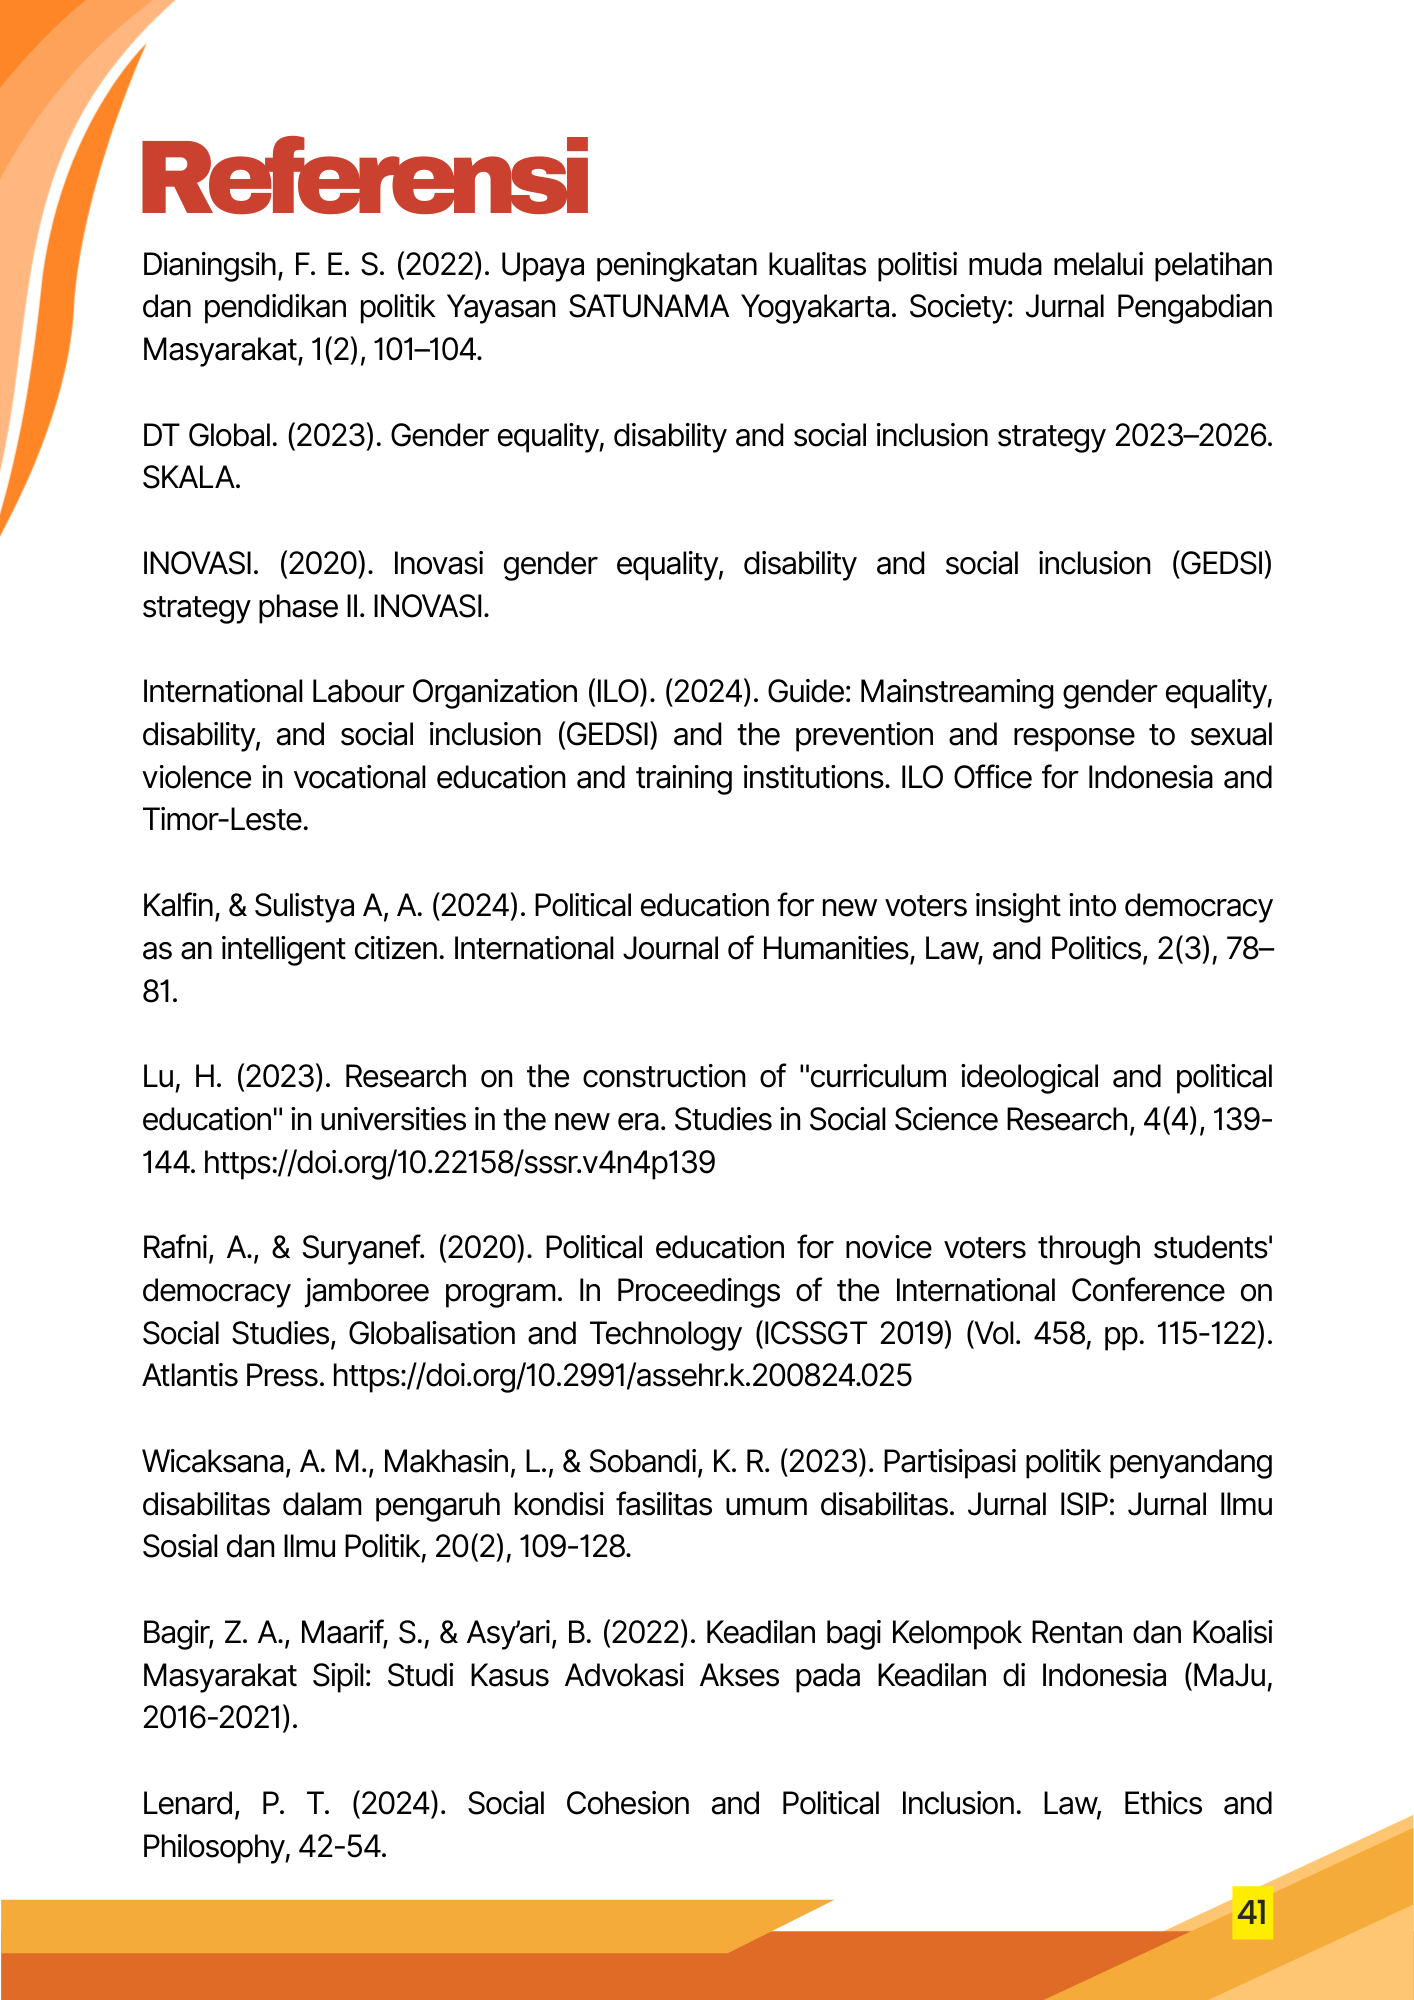 Referensi
Dianingsih, F. E. S. (2022). Upaya peningkatan kualitas politisi muda melalui pelatihan
dan pendidikan politik Yayasan SATUNAMA Yogyakarta. Society: Jurnal Pengabdian
Masyarakat, 1(2), 101–104.
DT Global. (2023). Gender equality, disability and social inclusion strategy 2023–2026.
SKALA.
INOVASI. (2020). Inovasi gender equality, disability and social inclusion (GEDSI)
strategy phase II. INOVASI.
International Labour Organization (ILO). (2024). Guide: Mainstreaming gender equality,
disability, and social inclusion (GEDSI) and the prevention and response to sexual
violence in vocational education and training institutions. ILO Office for Indonesia and
Timor-Leste.
Kalfin, & Sulistya A, A. (2024). Political education for new voters insight into democracy
as an intelligent citizen. International Journal of Humanities, Law, and Politics, 2(3), 78–
81.
Lu, H. (2023). Research on the construction of "curriculum ideological and political
education" in universities in the new era. Studies in Social Science Research, 4(4), 139-
144. https://doi.org/10.22158/sssr.v4n4p139
Rafni, A., & Suryanef. (2020). Political education for novice voters through students'
democracy jamboree program. In Proceedings of the International Conference on
Social Studies, Globalisation and Technology (ICSSGT 2019) (Vol. 458, pp. 115-122).
Atlantis Press. https://doi.org/10.2991/assehr.k.200824.025
Wicaksana, A. M., Makhasin, L., & Sobandi, K. R. (2023). Partisipasi politik penyandang
disabilitas dalam pengaruh kondisi fasilitas umum disabilitas. Jurnal ISIP: Jurnal Ilmu
Sosial dan Ilmu Politik, 20(2), 109-128.
Bagir, Z. A., Maarif, S., & Asy’ari, B. (2022). Keadilan bagi Kelompok Rentan dan Koalisi
Masyarakat Sipil: Studi Kasus Advokasi Akses pada Keadilan di Indonesia (MaJu,
2016-2021).
Lenard, P. T. (2024). Social Cohesion and Political Inclusion. Law, Ethics and
Philosophy, 42-54.
41